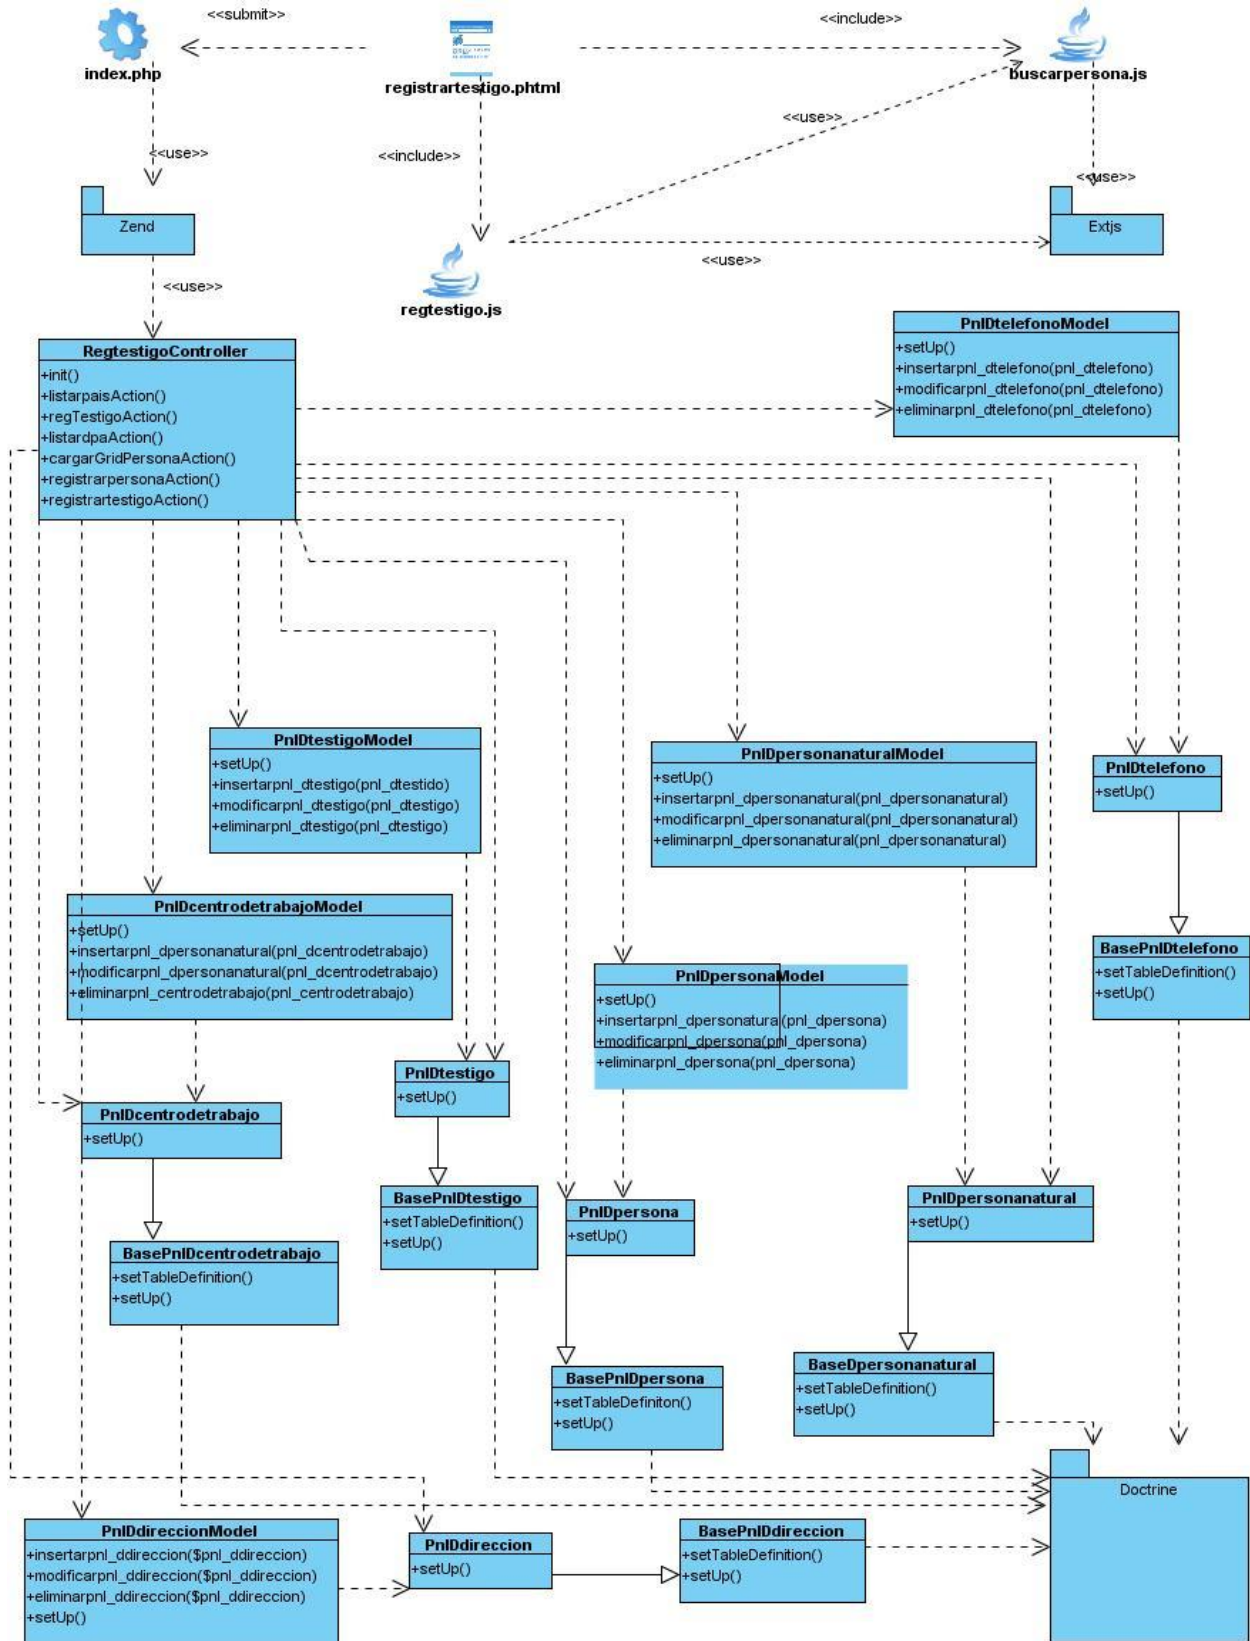 <<submit>>
<<include>>
index.php
registrartestigo.phtml
buscarpersona.js
<<use>>
<<include>>
<<use>>
<<use>>
Zend
Extjs
<<use>>
<<use>>
regtestigo.js
RegtestigoController
+init()
+listarpaisAction()
+regTestigoAction()
+listardpaAction()
+cargarGridPersonaAction()
+registrarpersonaAction()
+registrartestigoAction()
PnlDtelefonoModel
+setUp()
+insertarpnl_dtelefono(pnl_dtelefono)
+modificarpnl_dtelefono(pnl_dtelefono)
+eliminarpnl_dtelefono(pnl_dtelefono)
PnlDtestigoModel
+setUp()
+insertarpnl_dtestigo(pnl_dtestido)
+modificarpnl_dtestigo(pnl_dtestigo)
+eliminarpnl_dtestigo(pnl_dtestigo)
PnlDpersonanaturalModel
+setUp()
+insertarpnl_dpersonanatural(pnl_dpersonanatural)
+modificarpnl_dpersonanatural(pnl_dpersonanatural)
+eliminarpnl_dpersonanatural(pnl_dpersonanatural)
PnlDtelefono
+setUp()
PnlDcentrodetrabajoModel
+setUp()
+insertarpnl_dpersonanatural(pnl_dcentrodetrabajo)
+modificarpnl_dpersonanatural(pnl_dcentrodetrabajo)
+eliminarpnl_centrodetrabajo(pnl_centrodetrabajo)
PnlDpersonaModel
+setUp()
+insertarpnl_dpersonatural(pnl_dpersona)
+modificarpnl_dpersona(pnl_dpersona)
+eliminarpnl_dpersona(pnl_dpersona)
BasePnlDtelefono
+setTableDefinition()
+setUp()
PnlDtestigo
+setUp()
PnlDcentrodetrabajo
+setUp()
BasePnlDtestigo
+setTableDefinition()
+setUp()
PnlDpersona
+setUp()
PnlDpersonanatural
+setUp()
BasePnlDcentrodetrabajo
+setTableDefinition()
+setUp()
BasePnlDpersona
+setTableDefiniton()
+setUp()
BaseDpersonanatural
+setTableDefinition()
+setUp()
Doctrine
PnlDdireccionModel
+insertarpnl_ddireccion($pnl_ddireccion)
+modificarpnl_ddireccion($pnl_ddireccion)
+eliminarpnl_ddireccion($pnl_ddireccion)
+setUp()
PnlDdireccion
+setUp()
BasePnlDdireccion
+setTableDefinition()
+setUp()